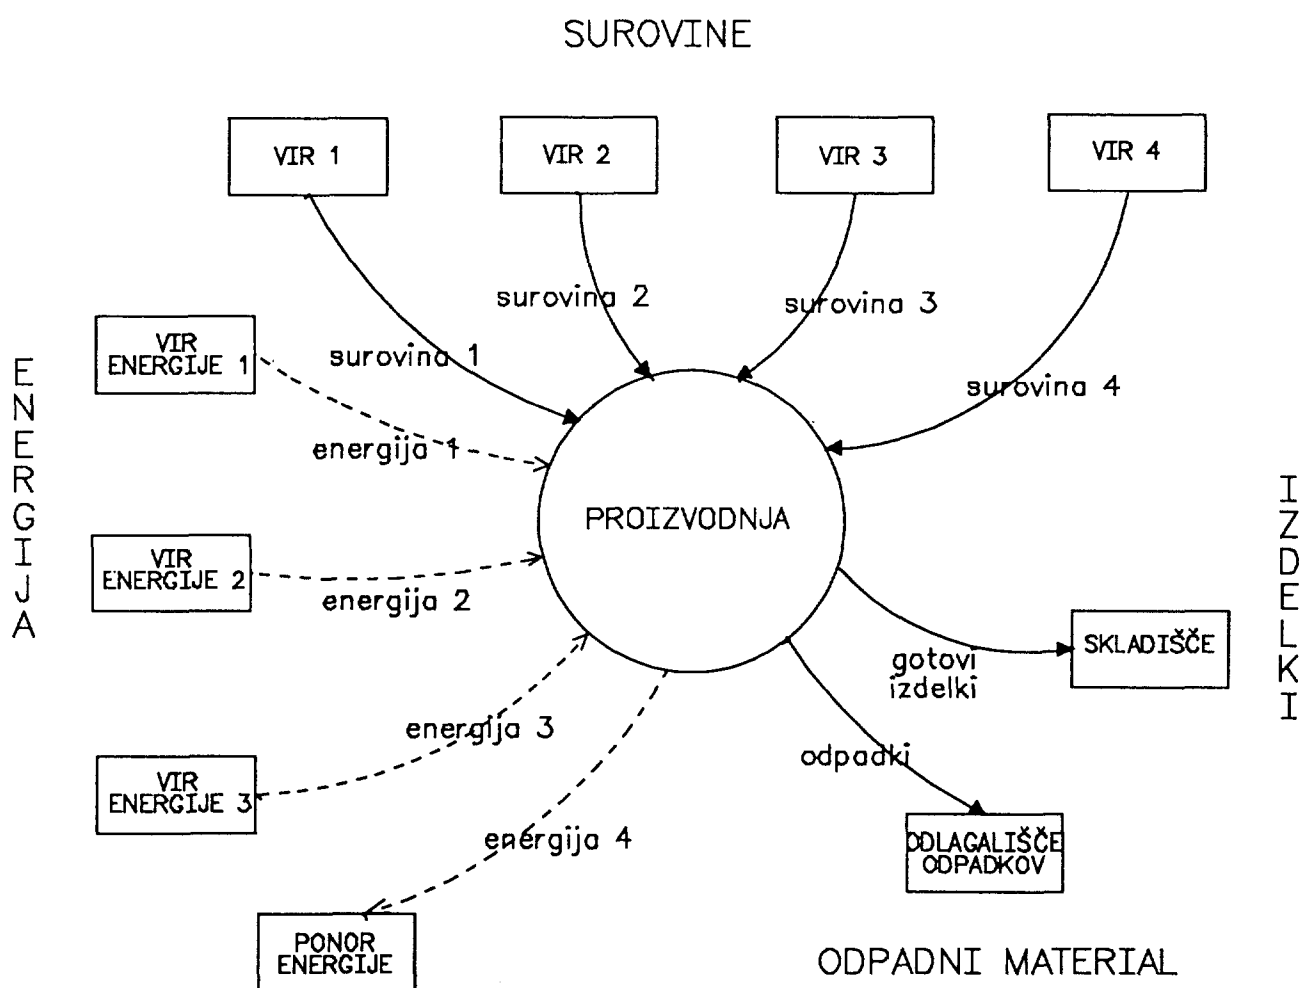 SUROVINE
VIR 1
VIR 2
VIR 3
VIR 4
surovina 1
surovina 2
surovina 3
surovina 4
ENERGIJA
VIR
ENERGIJE 1
energija 1
VIR
ENERGIJE 2
energija 2
VIR
ENERGIJE 3
energija 3
PONOR
ENERGIJE
energija 4
PROIZVODNJA
IZDELKI
SKLADIŠČE
gotovi
izdelki
odpadki
ODLAGALIŠČE
ODPADKOV
ODPADNI MATERIAL